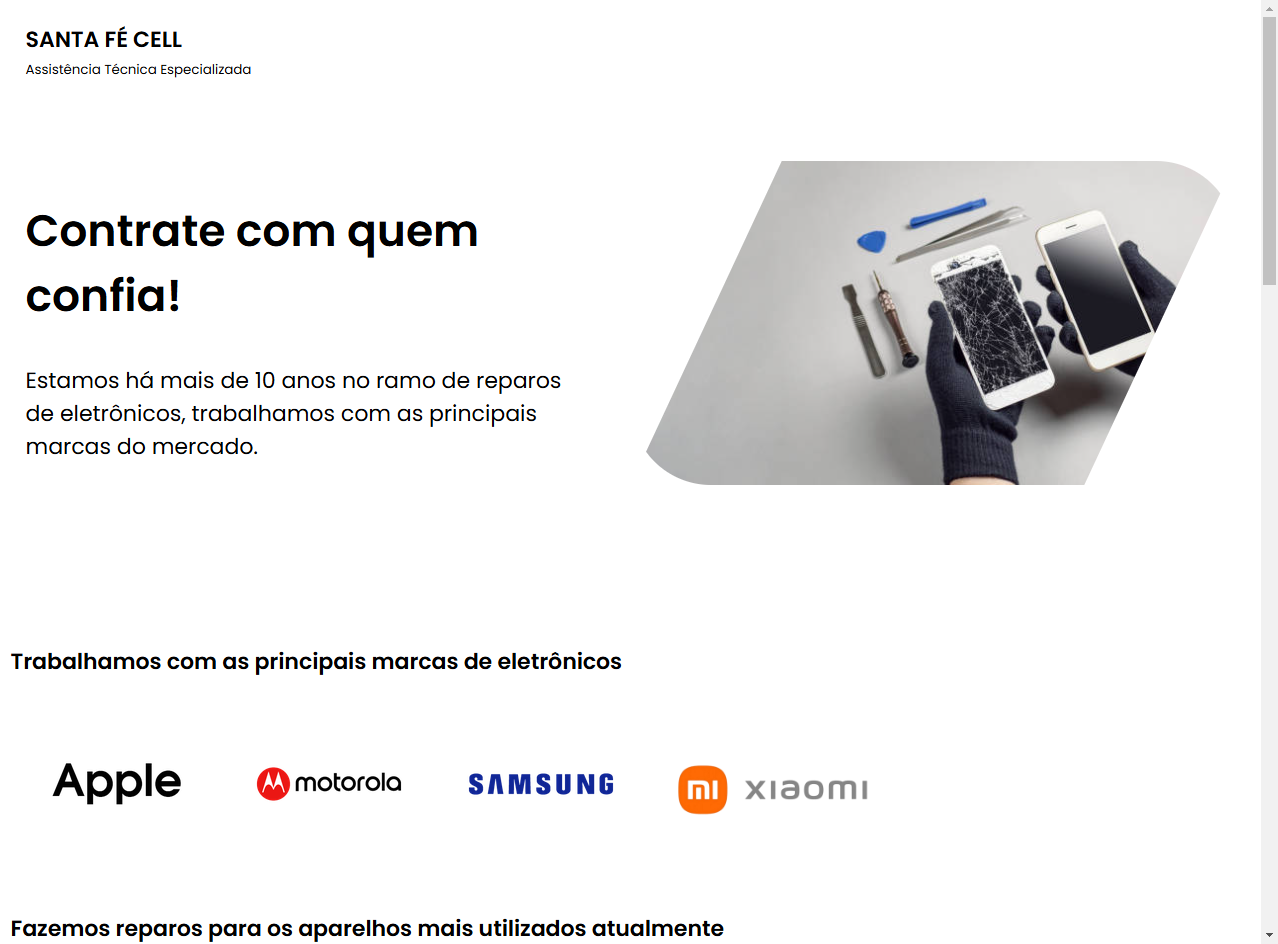 SANTA FÉ CELL
Assistência Técnica Especializada
Contrate com quem
confia!
Estamos há mais de 10 anos no ramo de reparos
de eletrônicos, trabalhamos com as principais
marcas do mercado.
Trabalhamos com as principais marcas de eletrônicos
Apple motorola SAMSUNG mi xiaomi
Fazemos reparos para os aparelhos mais utilizados atualmente